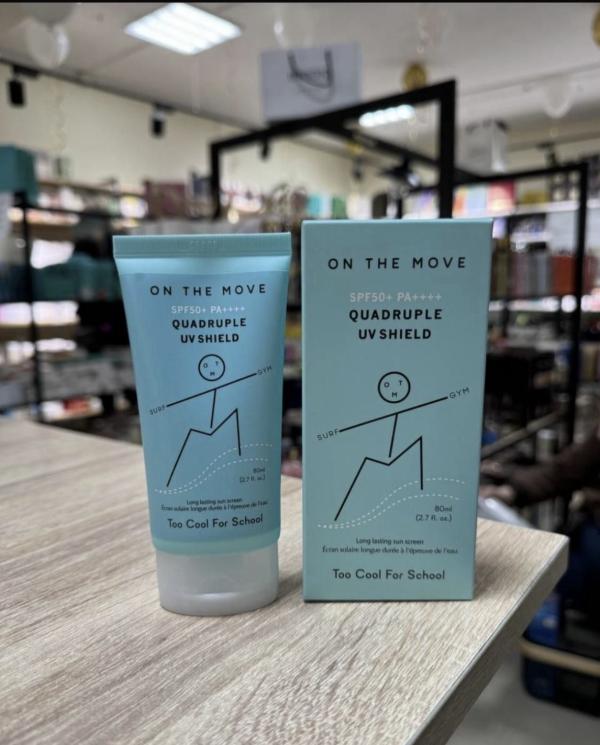 ON THE MOVE
SPF50+ PA++++
QUADRUPLE
UV SHIELD
O T
M
SURF
GYM
80ml
(2.7 fl. oz.)
Long lasting sun screen
Écran solaire longue durée à l'épreuve de l'eau
Too Cool For School
ON THE MOVE
SPF50+ PA++++
QUADRUPLE
UV SHIELD
O T
M
SURF
GYM
80ml
(2.7 fl. oz.)
Long lasting sun screen
Écran solaire longue durée à l'épreuve de l'eau
Too Cool For School